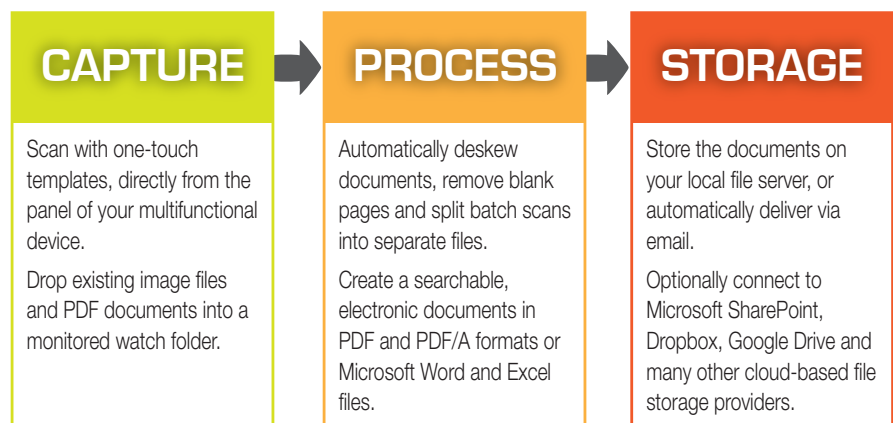 CAPTURE
Scan with one-touch
templates, directly from the
panel of your multifunctional
device.
Drop existing image files
and PDF documents into a
monitored watch folder.
PROCESS
Automatically deskew
documents, remove blank
pages and split batch scans
into separate files.
Create a searchable,
electronic documents in
PDF and PDF/A formats or
Microsoft Word and Excel
files.
STORAGE
Store the documents on
your local file server, or
automatically deliver via
email.
Optionally connect to
Microsoft SharePoint,
Dropbox, Google Drive and
many other cloud-based file
storage providers.